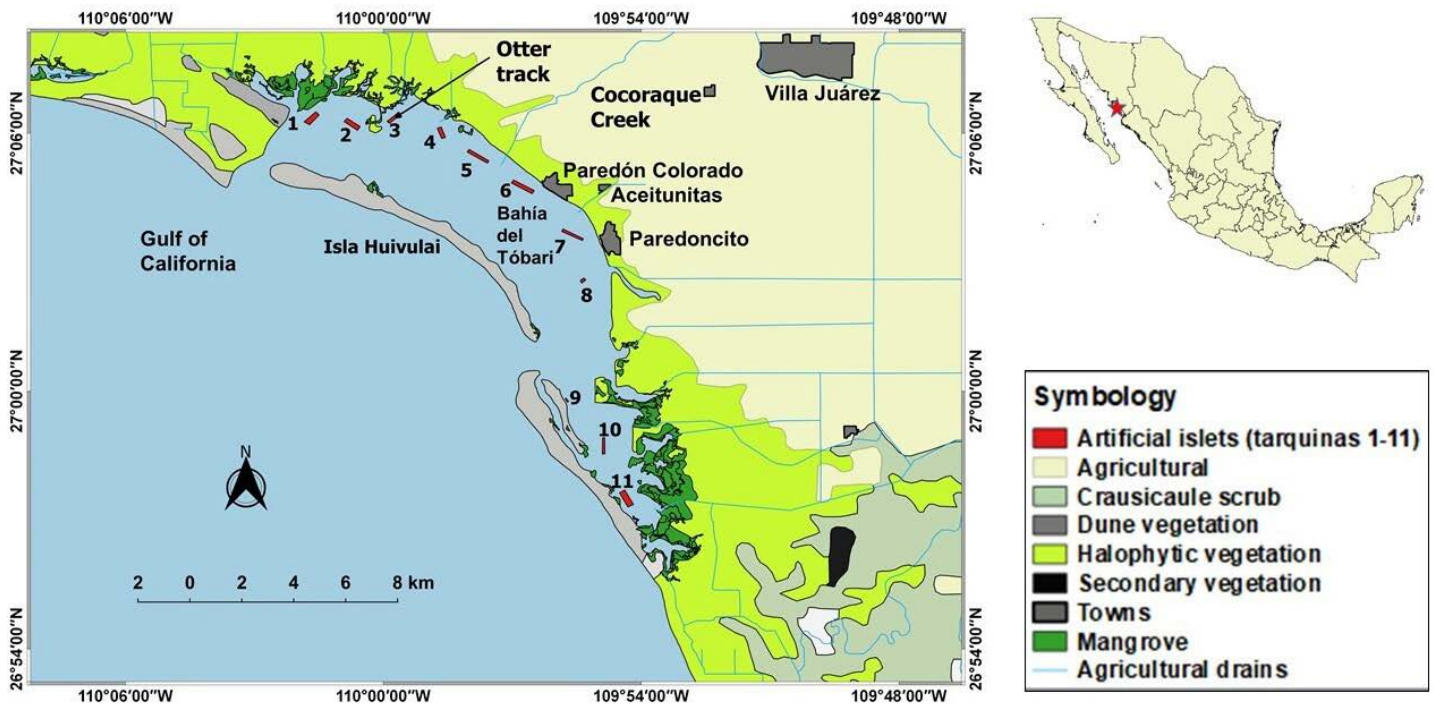 110°06′00″W 110°00′00″W 109°54′00″W 109°48′00″W
Otter
track
Cocoraque
Creek
Villa Juárez
27°06′00″N
27°06′00″N
1
2
3
4
5
6
Paredón Colorado
Aceitunitas
Bahía
del
Tóbari
7
Paredoncito
Gulf of
California
Isla Huivulai
8
27°00′00″N
27°00′00″N
9
10
11
N
2 0 2 4 6 8 km
26°54′00″N
26°54′00″N
110°06′00″W 110°00′00″W 109°54′00″W 109°48′00″W
Symbology
Artificial islets (tarquinas 1-11)
Agricultural
Crausicaule scrub
Dune vegetation
Halophytic vegetation
Secondary vegetation
Towns
Mangrove
Agricultural drains